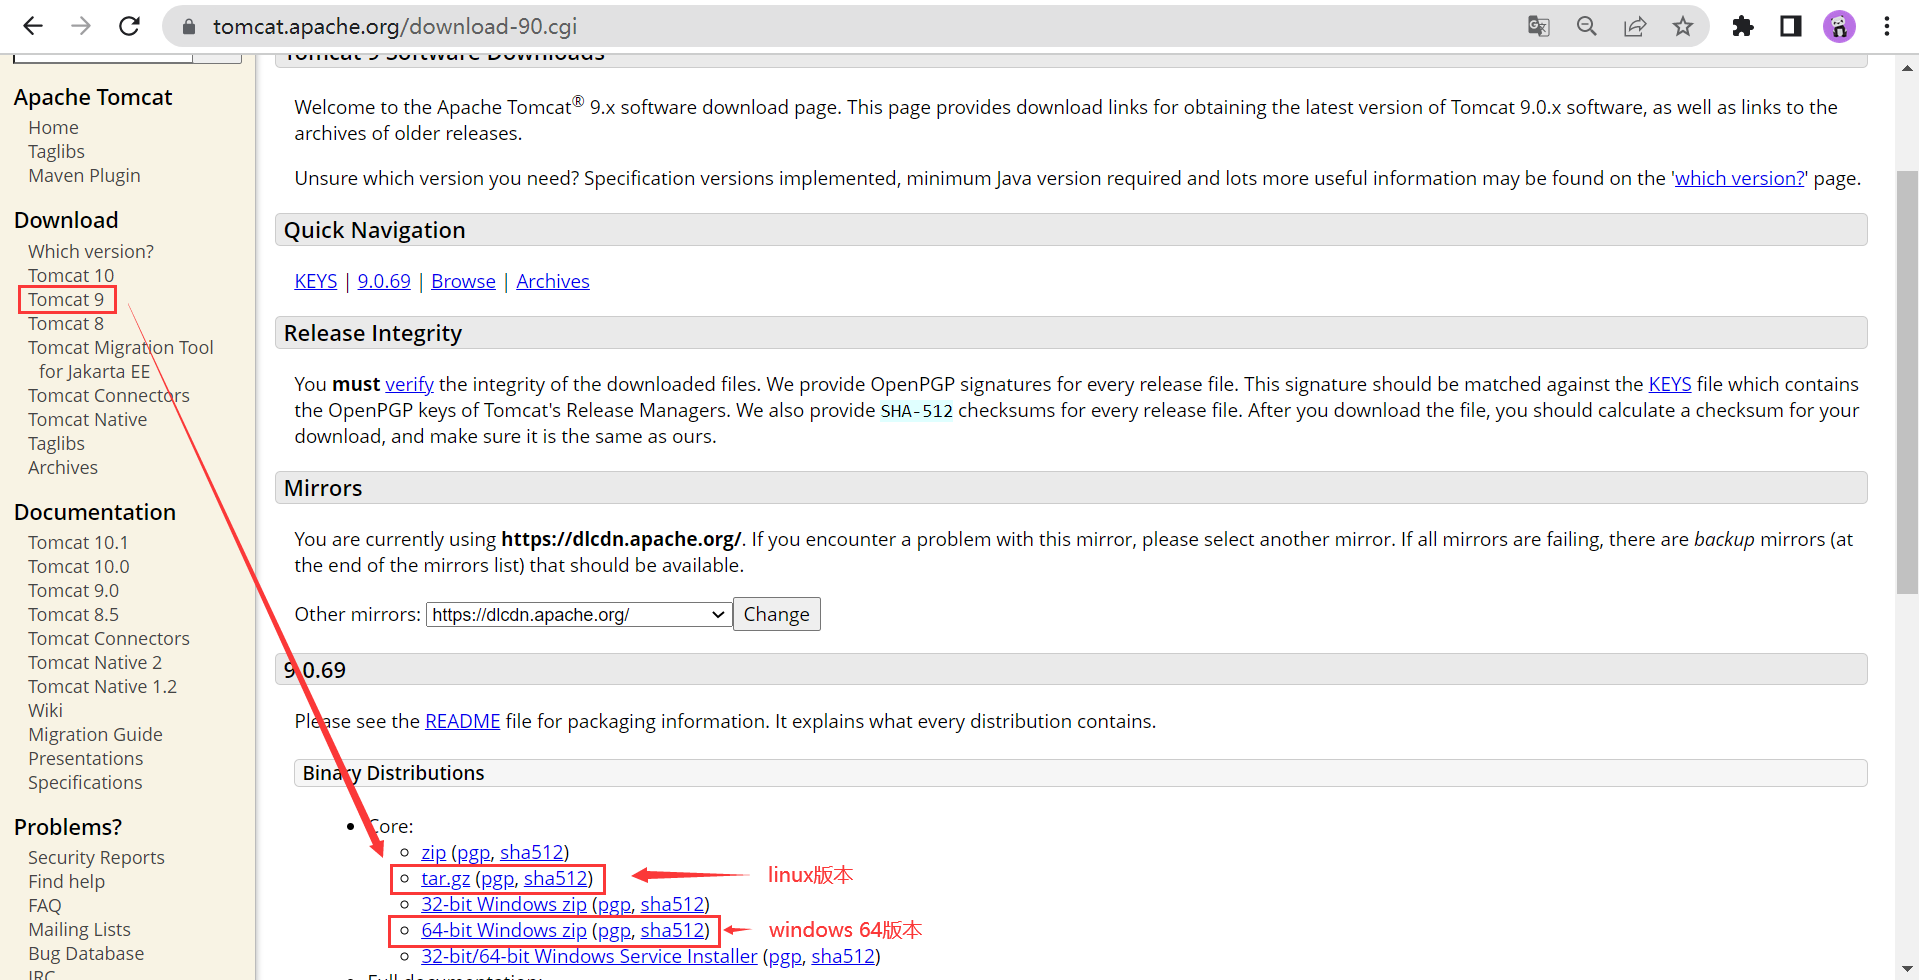 tomcat.apache.org/download-90.cgi
Tomcat 9 Software Downloads
Apache Tomcat
Home
Taglibs
Maven Plugin
Download
Which version?
Tomcat 10
Tomcat 9
Tomcat 8
Tomcat Migration Tool
for Jakarta EE
Tomcat Connectors
Tomcat Native
Taglibs
Archives
Documentation
Tomcat 10.1
Tomcat 10.0
Tomcat 9.0
Tomcat 8.5
Tomcat Connectors
Tomcat Native 2
Tomcat Native 1.2
Wiki
Migration Guide
Presentations
Specifications
Problems?
Security Reports
Find help
FAQ
Mailing Lists
Bug Database
IRC
Welcome to the Apache Tomcat® 9.x software download page. This page provides download links for obtaining the latest version of Tomcat 9.0.x software, as well as links to the
archives of older releases.
Unsure which version you need? Specification versions implemented, minimum Java version required and lots more useful information may be found on the 'which version?' page.
Quick Navigation
KEYS | 9.0.69 | Browse | Archives
Release Integrity
You must verify the integrity of the downloaded files. We provide OpenPGP signatures for every release file. This signature should be matched against the KEYS file which contains
the OpenPGP keys of Tomcat's Release Managers. We also provide SHA-512 checksums for every release file. After you download the file, you should calculate a checksum for your
download, and make sure it is the same as ours.
Mirrors
You are currently using https://dlcdn.apache.org/. If you encounter a problem with this mirror, please select another mirror. If all mirrors are failing, there are backup mirrors (at
the end of the mirrors list) that should be available.
Other mirrors: https://dlcdn.apache.org/ Change
9.0.69
Please see the README file for packaging information. It explains what every distribution contains.
Binary Distributions
Core:
zip (pgp, sha512)
tar.gz (pgp, sha512) linux版本
32-bit Windows zip (pgp, sha512)
64-bit Windows zip (pgp, sha512) windows 64版本
32-bit/64-bit Windows Service Installer (pgp, sha512)
Full documentation: